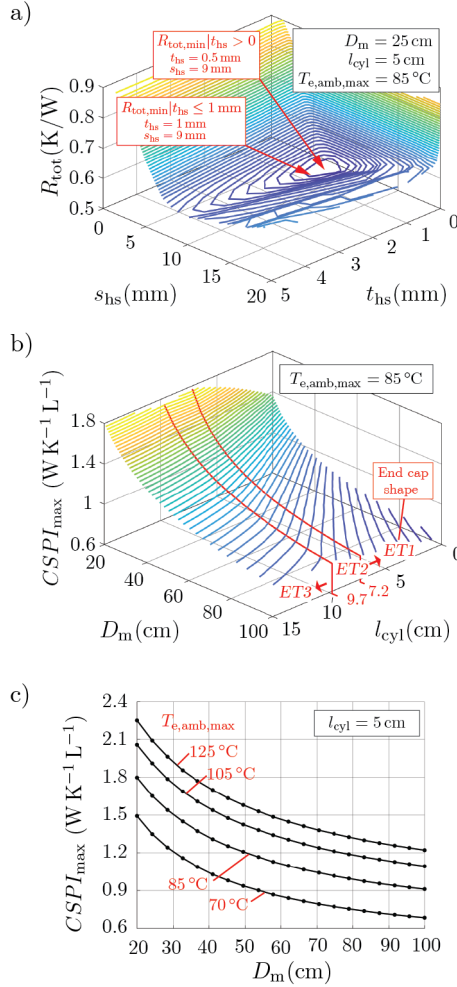 a)
R_tot,min|t_hs > 0
t_hs = 0.5 mm
s_hs = 9 mm
D_m = 25 cm
l_cyl = 5 cm
T_e,amb,max = 85 °C
R_tot,min|t_hs ≤ 1 mm
t_hs = 1 mm
s_hs = 9 mm
R_tot (K/W)
0.9
0.8
0.7
0.6
0.5
0
5
10
15
20
s_hs (mm)
5
4
3
2
1
0
t_hs (mm)
b)
T_e,amb,max = 85 °C
CSPI_max (W K⁻¹ L⁻¹)
1.8
1.4
1
0.6
End cap
shape
ET1
ET2
ET3
7.2
9.7
20
40
60
80
100
D_m (cm)
15
10
5
0
l_cyl (cm)
c)
CSPI_max (W K⁻¹ L⁻¹)
2.4
2.1
1.8
1.5
1.2
0.9
0.6
T_e,amb,max
l_cyl = 5 cm
125 °C
105 °C
85 °C
70 °C
20 30 40 50 60 70 80 90 100
D_m (cm)